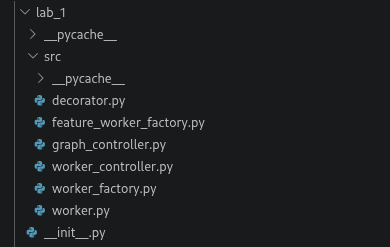 lab_1
__pycache__
src
__pycache__
decorator.py
feature_worker_factory.py
graph_controller.py
worker_controller.py
worker_factory.py
worker.py
__init__.py